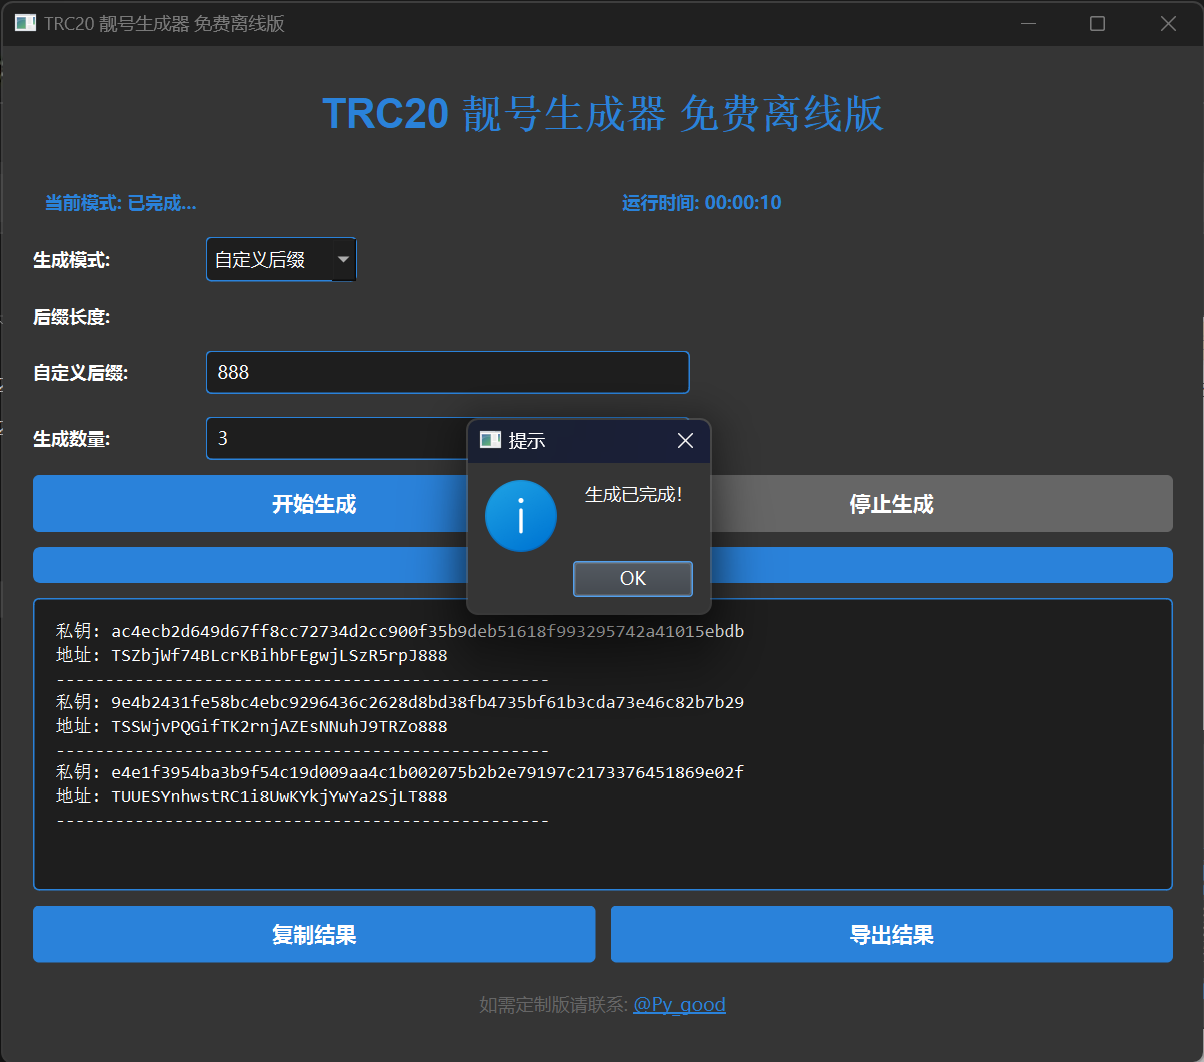 TRC20 靓号生成器 免费离线版
TRC20 靓号生成器 免费离线版
当前模式: 已完成... 运行时间: 00:00:10
生成模式: 自定义后缀
后缀长度:
自定义后缀: 888
生成数量: 3
提示
生成已完成!
OK
开始生成 停止生成
私钥: ac4ecb2d649d67ff8cc72734d2cc900f35b9deb51618f993295742a41015ebdb
地址: TSZbjWf74BLcrKBihbFEgwjLSzR5rpJ888
--------------------------------------------------
私钥: 9e4b2431fe58bc4ebc9296436c2628d8bd38fb4735bf61b3cda73e46c82b7b29
地址: TSSWjvPQGifTK2rnjAZEsNNuhJ9TRZo888
--------------------------------------------------
私钥: e4e1f3954ba3b9f54c19d009aa4c1b002075b2b2e79197c2173376451869e02f
地址: TUUESYnhwstRC1i8UwKYkjYwYa2SjLT888
--------------------------------------------------
复制结果 导出结果
如需定制版请联系: @Py_good